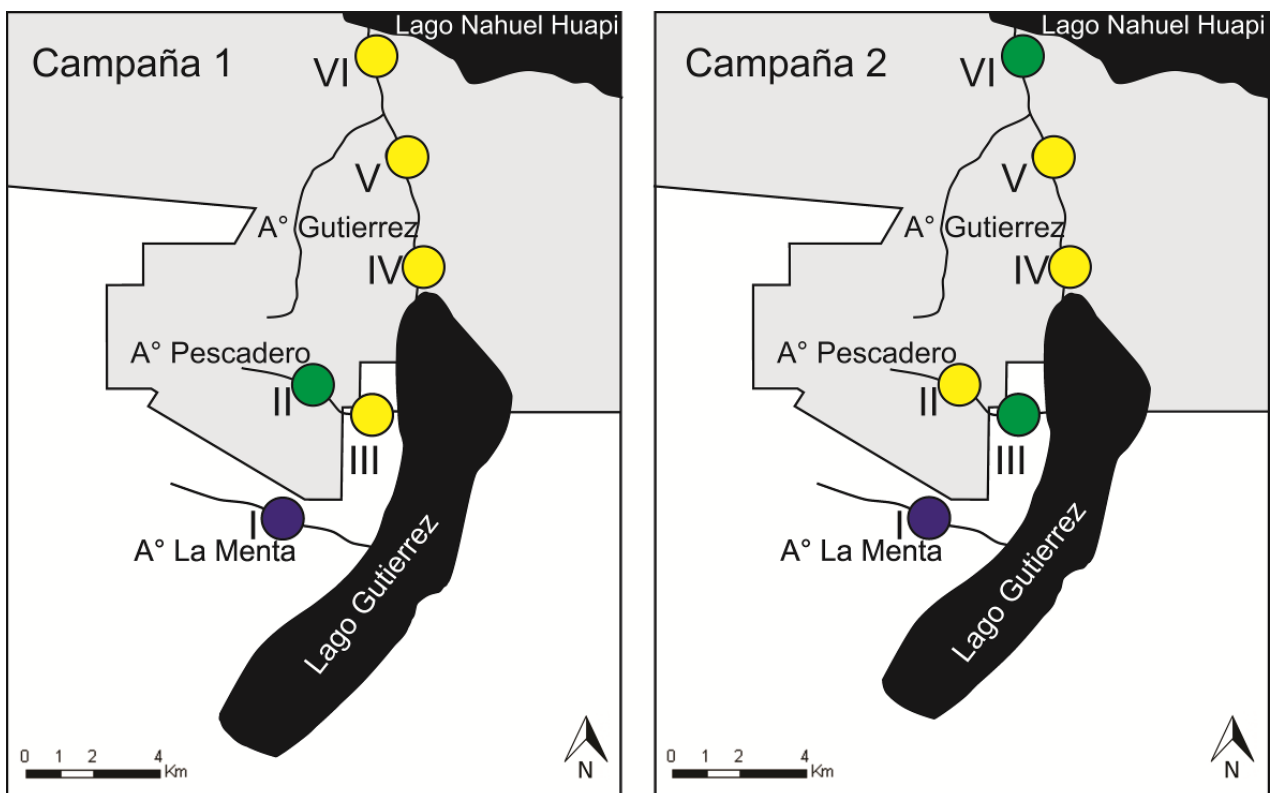 Lago Nahuel Huapi
Campaña 1
VI
V
A° Gutierrez
IV
A° Pescadero
II
III
I
A° La Menta
Lago Gutierrez
0 1 2 4
Km
N
Lago Nahuel Huapi
Campaña 2
VI
V
A° Gutierrez
IV
A° Pescadero
II
III
I
A° La Menta
Lago Gutierrez
0 1 2 4
Km
N